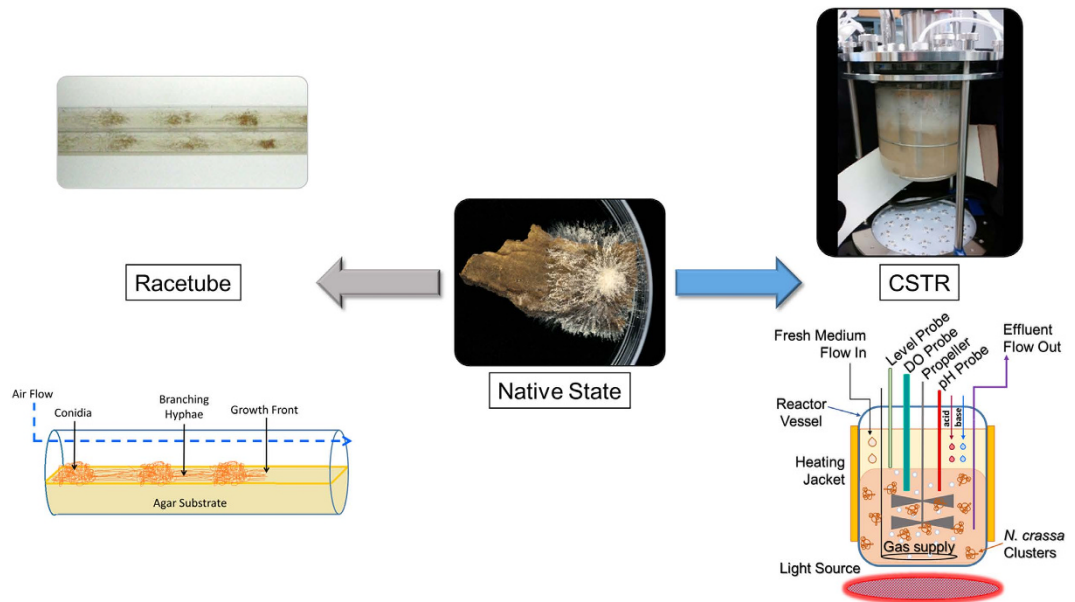 Racetube
Native State
CSTR
Air Flow
Conidia
Branching
Hyphae
Growth Front
Agar Substrate
Fresh Medium
Flow In
Level Probe
DO Probe
Propeller
pH Probe
Effluent
Flow Out
Reactor
Vessel
acid
base
Heating
Jacket
Gas supply
N. crassa
Clusters
Light Source